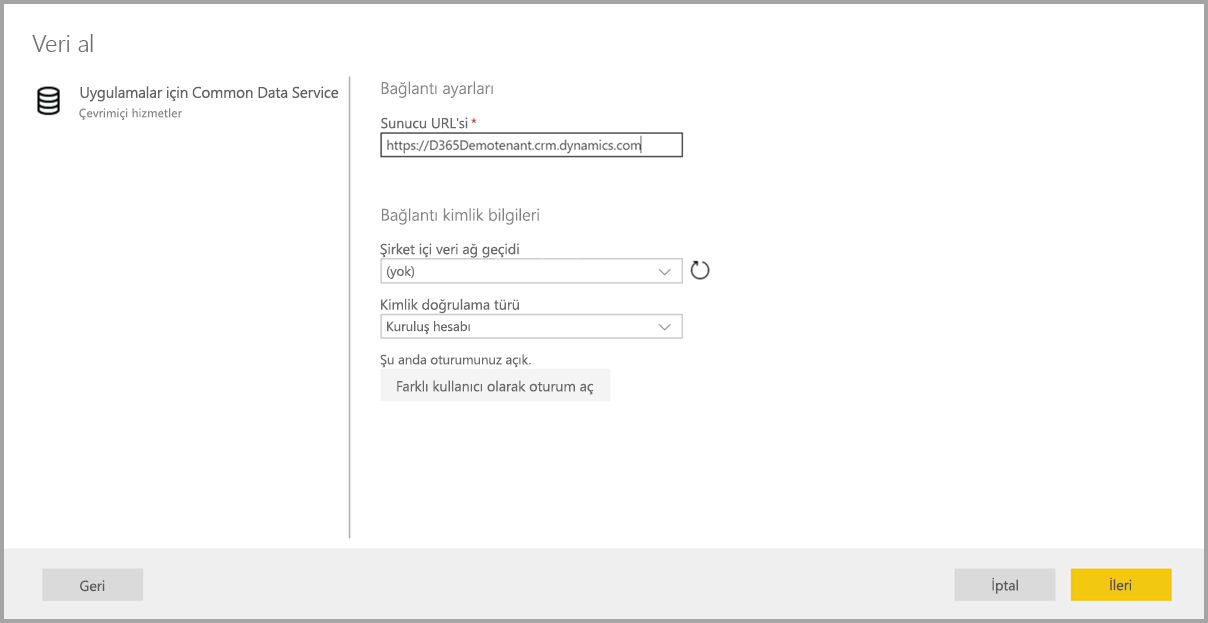 Veri al
Uygulamalar için Common Data Service
Çevrimiçi hizmetler
Bağlantı ayarları
Sunucu URL'si *
https://D365Demotenant.crm.dynamics.com
Bağlantı kimlik bilgileri
Şirket içi veri ağ geçidi
(yok)
Kimlik doğrulama türü
Kuruluş hesabı
Şu anda oturumunuz açık.
Farklı kullanıcı olarak oturum aç
Geri
İptal
İleri